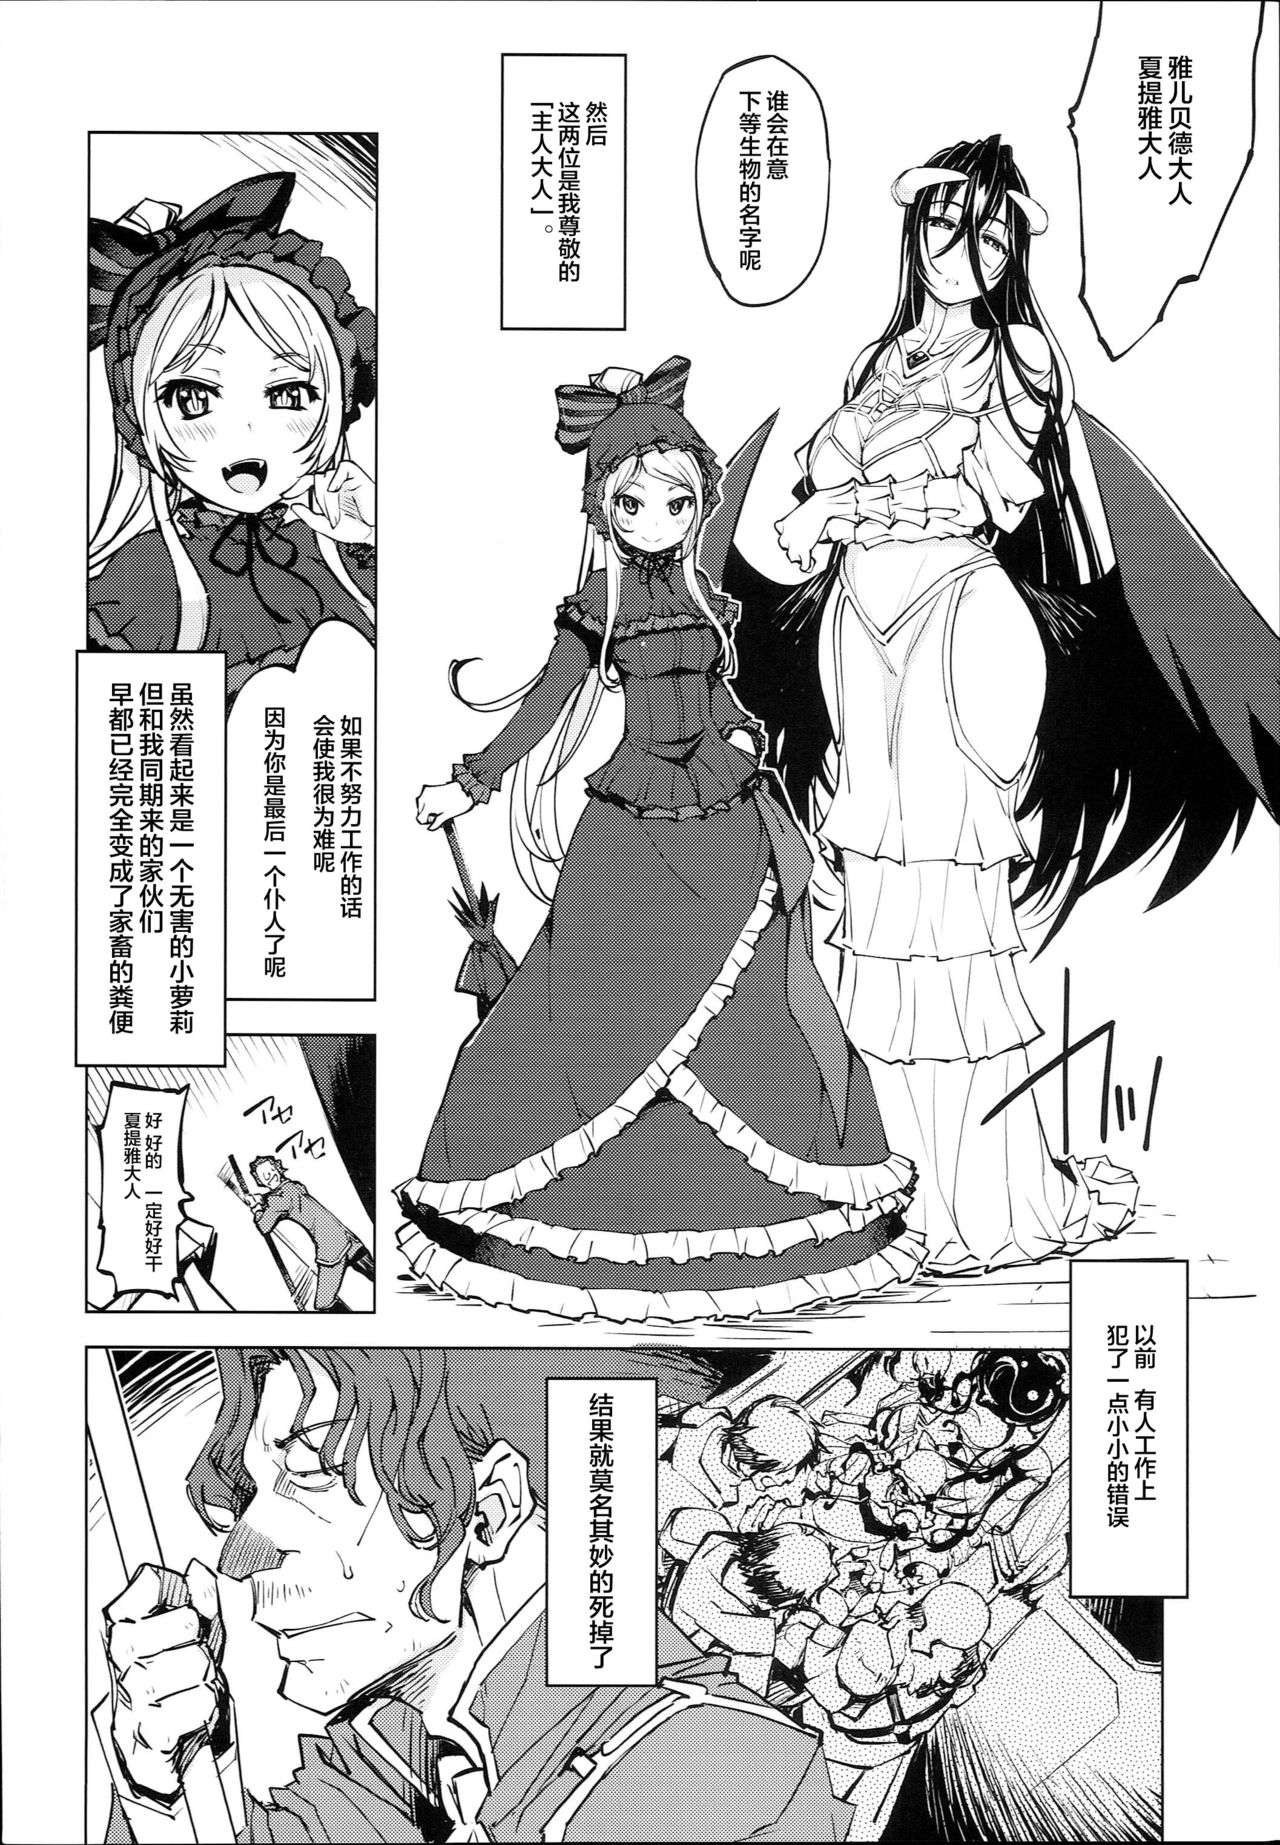 雅儿贝德大人
夏提雅大人
谁会在意
下等生物的名字呢
然后
这两位是我尊敬的
「主人大人」。
如果不努力工作的话
会使我很为难呢
因为你是最后一个仆人了呢
虽然看起来是一个无害的小萝莉
但和我同期来的家伙们
早都已经完全变成了家畜的粪便
カッ
アセ
アセ
好 好的 一定好好干
夏提雅大人
以前 有人工作上
犯了一点小小的错误
结果就莫名其妙的死掉了